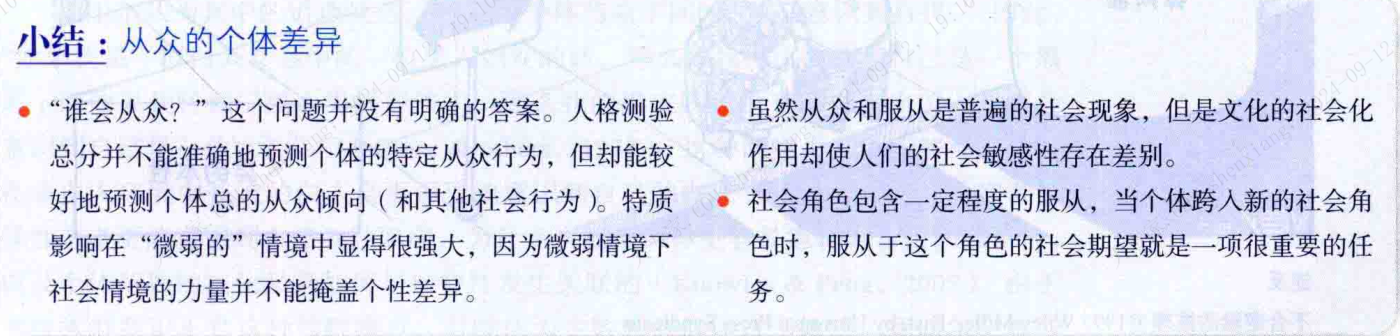 小结：从众的个体差异
• “谁会从众？”这个问题并没有明确的答案。人格测验
总分并不能准确地预测个体的特定从众行为，但却能较
好地预测个体总的从众倾向（和其他社会行为）。特质
影响在“微弱的”情境中显得很强大，因为微弱情境下
社会情境的力量并不能掩盖个性差异。
• 虽然从众和服从是普遍的社会现象，但是文化的社会化
作用却使人们的社会敏感性存在差别。
• 社会角色包含一定程度的服从，当个体跨入新的社会角
色时，服从于这个角色的社会期望就是一项很重要的任
务。